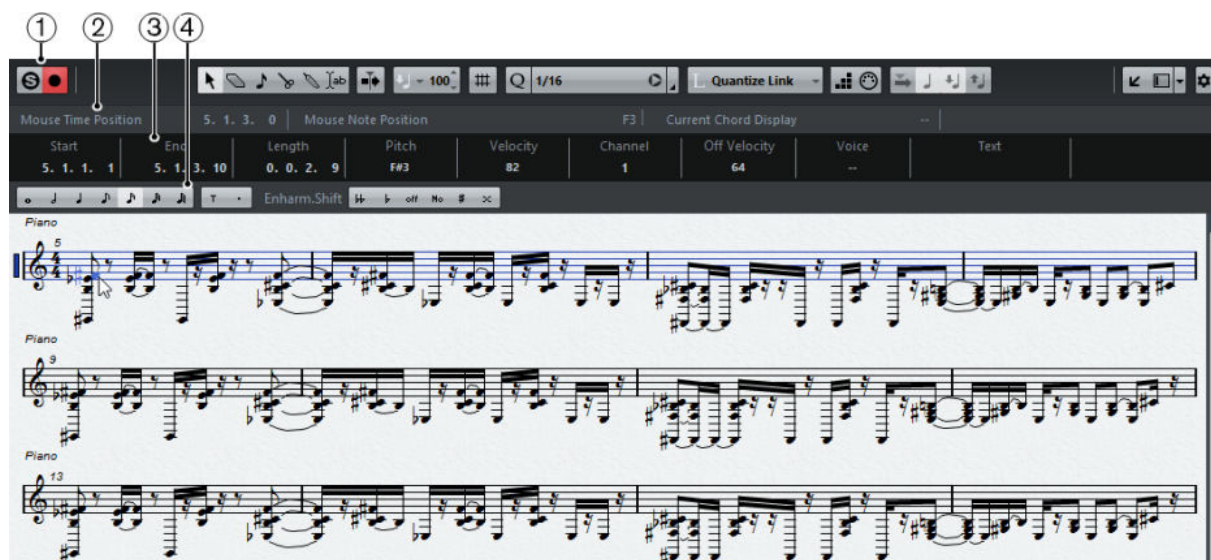 1 2 3 4
S 100 Q 1/16 L Quantize Link
Mouse Time Position 5. 1. 3. 0 Mouse Note Position F3 Current Chord Display --
Start End Length Pitch Velocity Channel Off Velocity Voice Text
5. 1. 1. 1 5. 1. 3. 10 0. 0. 2. 9 F#3 82 1 64 --
T . Enharm.Shift bb b off No # x
Piano
5
4
4
Piano
9
Piano
13